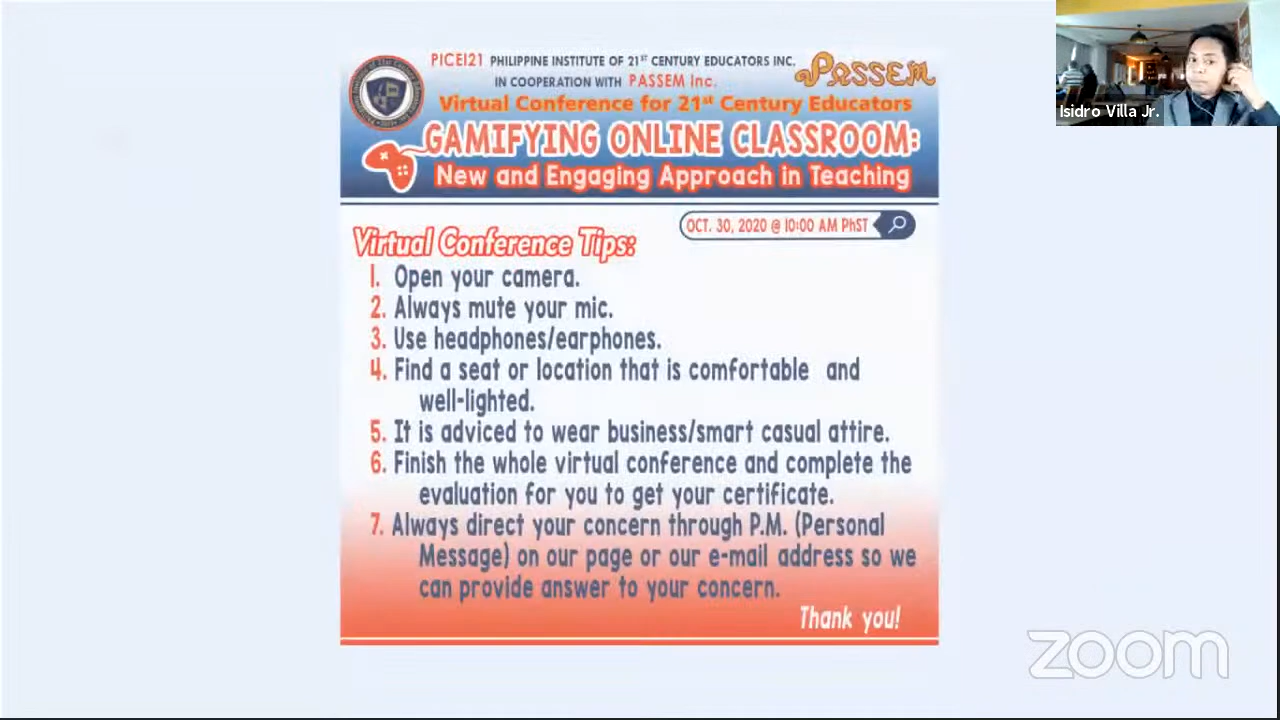 PICEI21 PHILIPPINE INSTITUTE OF 21ST CENTURY EDUCATORS INC.
IN COOPERATION WITH PASSEM Inc.
PASSEM
Virtual Conference for 21st Century Educators
GAMIFYING ONLINE CLASSROOM:
New and Engaging Approach in Teaching
OCT. 30, 2020 @ 10:00 AM PhST
Virtual Conference Tips:
1. Open your camera.
2. Always mute your mic.
3. Use headphones/earphones.
4. Find a seat or location that is comfortable and
well-lighted.
5. It is adviced to wear business/smart casual attire.
6. Finish the whole virtual conference and complete the
evaluation for you to get your certificate.
7. Always direct your concern through P.M. (Personal
Message) on our page or our e-mail address so we
can provide answer to your concern.
Thank you!
Isidro Villa Jr.
zoom